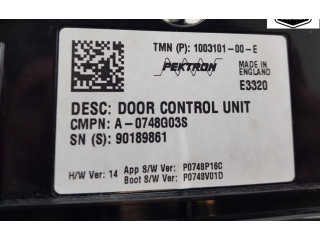 TMN (P): 1003101-00-E
PEKTRON
MADE IN
ENGLAND
E3320
DESC: DOOR CONTROL UNIT
CMPN: A-0748G03S
SN (S): 90189861
H/W Ver: 14 App S/W Ver: P0748P16C
Boot S/W Ver: P0748V01D